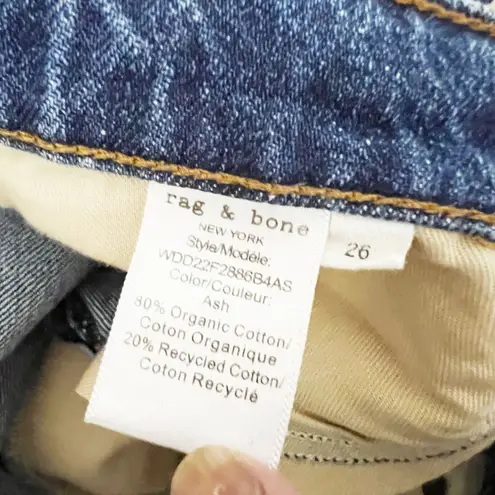 rag & bone
NEW YORK
Style/Modéle:
WDD22F2886B4AS
Color/Couleur:
Ash
80% Organic Cotton/
Coton Organique
20% Recycled Cotton/
Coton Recyclé
26